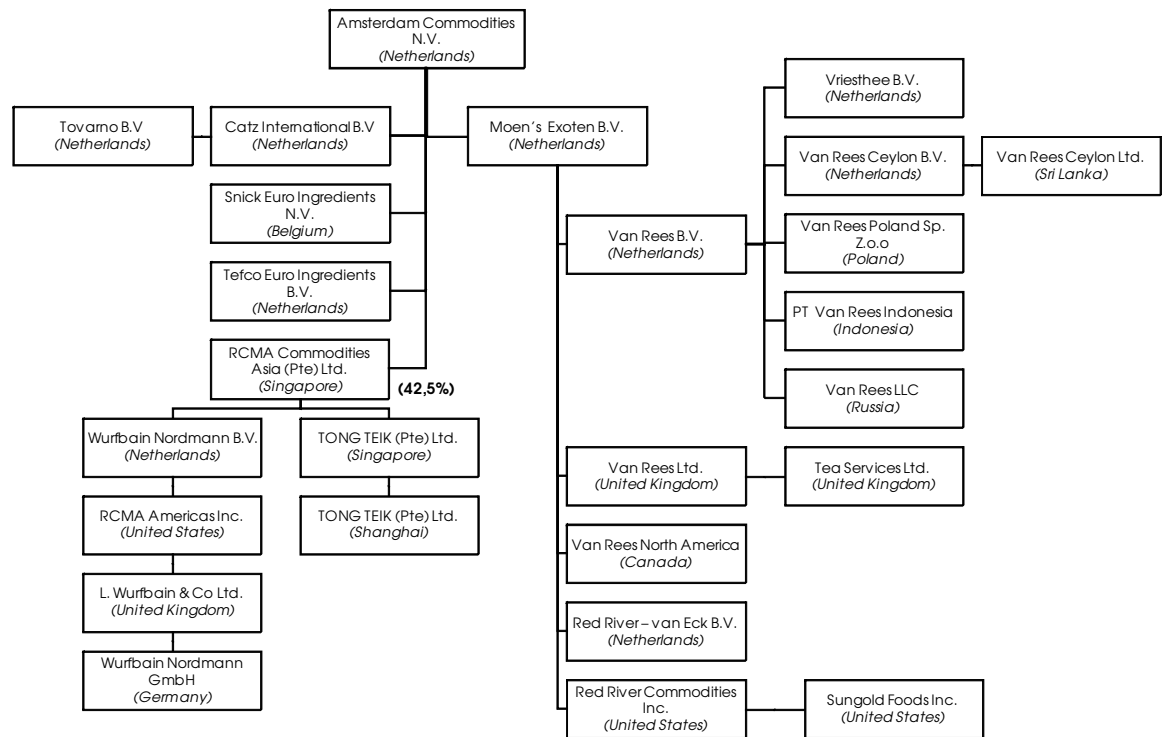 Amsterdam Commodities
N.V.
(Netherlands)
Tovarno B.V
(Netherlands)
Catz International B.V
(Netherlands)
Moen´s Exoten B.V.
(Netherlands)
Vriesthee B.V.
(Netherlands)
Van Rees Ceylon B.V.
(Netherlands)
Van Rees Ceylon Ltd.
(Sri Lanka)
Snick Euro Ingredients
N.V.
(Belgium)
Van Rees B.V.
(Netherlands)
Van Rees Poland Sp.
Z.o.o
(Poland)
Tefco Euro Ingredients
B.V.
(Netherlands)
PT Van Rees Indonesia
(Indonesia)
RCMA Commodities
Asia (Pte) Ltd.
(Singapore)
(42,5%)
Van Rees LLC
(Russia)
Wurfbain Nordmann B.V.
(Netherlands)
TONG TEIK (Pte) Ltd.
(Singapore)
Van Rees Ltd.
(United Kingdom)
Tea Services Ltd.
(United Kingdom)
RCMA Americas Inc.
(United States)
TONG TEIK (Pte) Ltd.
(Shanghai)
Van Rees North America
(Canada)
L. Wurfbain & Co Ltd.
(United Kingdom)
Red River – van Eck B.V.
(Netherlands)
Wurfbain Nordmann
GmbH
(Germany)
Red River Commodities
Inc.
(United States)
Sungold Foods Inc.
(United States)